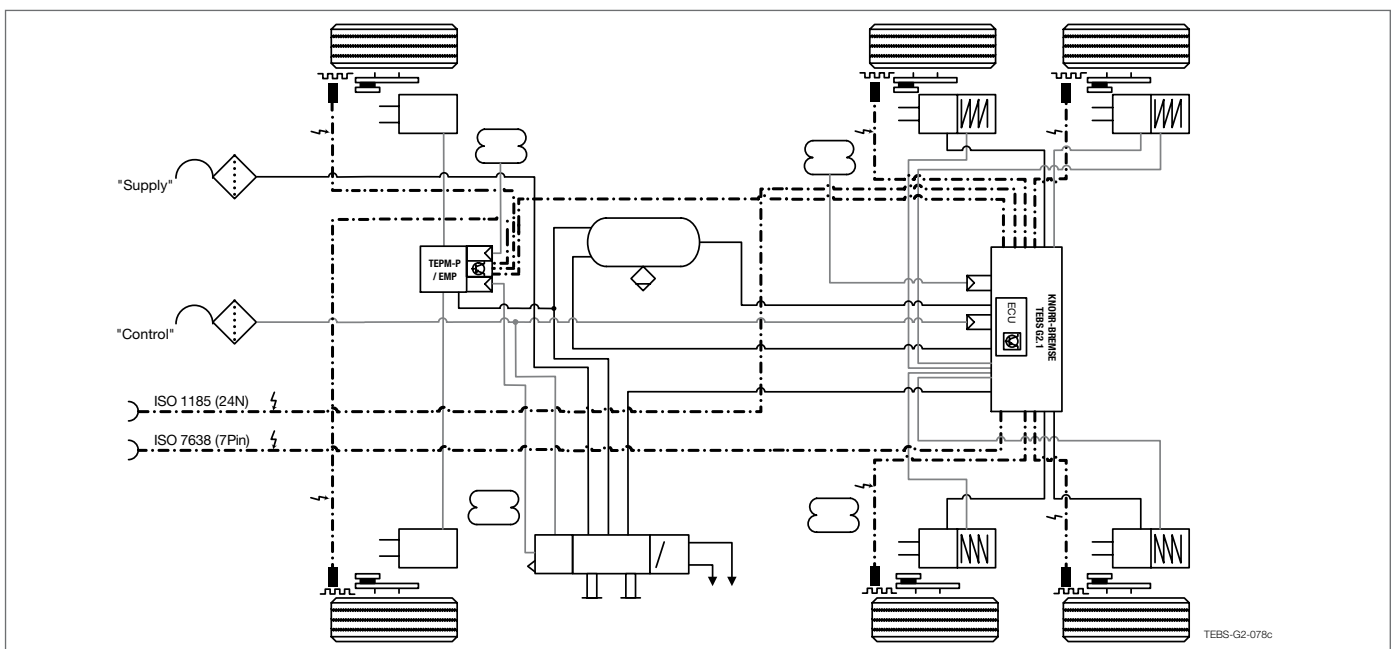 "Supply"
TEPM-P
/ EMP
"Control"
ECU
KNORR-BREMSE
TEBS G2.1
ISO 1185 (24N)
ISO 7638 (7Pin)
TEBS-G2-078c